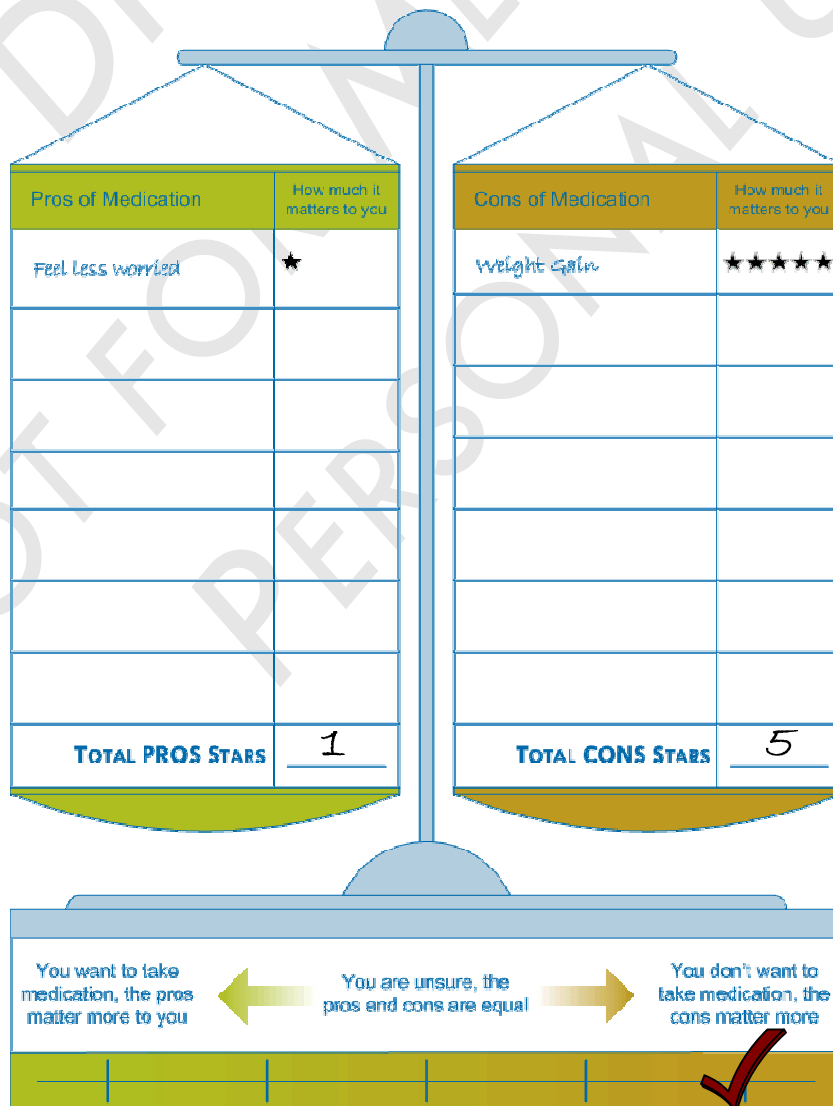 Pros of Medication
How much it
matters to you
Feel less worried
★
TOTAL PROS STARS
1
Cons of Medication
How much it
matters to you
Weight Gain
★★★★★
TOTAL CONS STARS
5
You want to take
medication, the pros
matter more to you
You are unsure, the
pros and cons are equal
You don't want to
take medication, the
cons matter more
FOR
PERSONAL